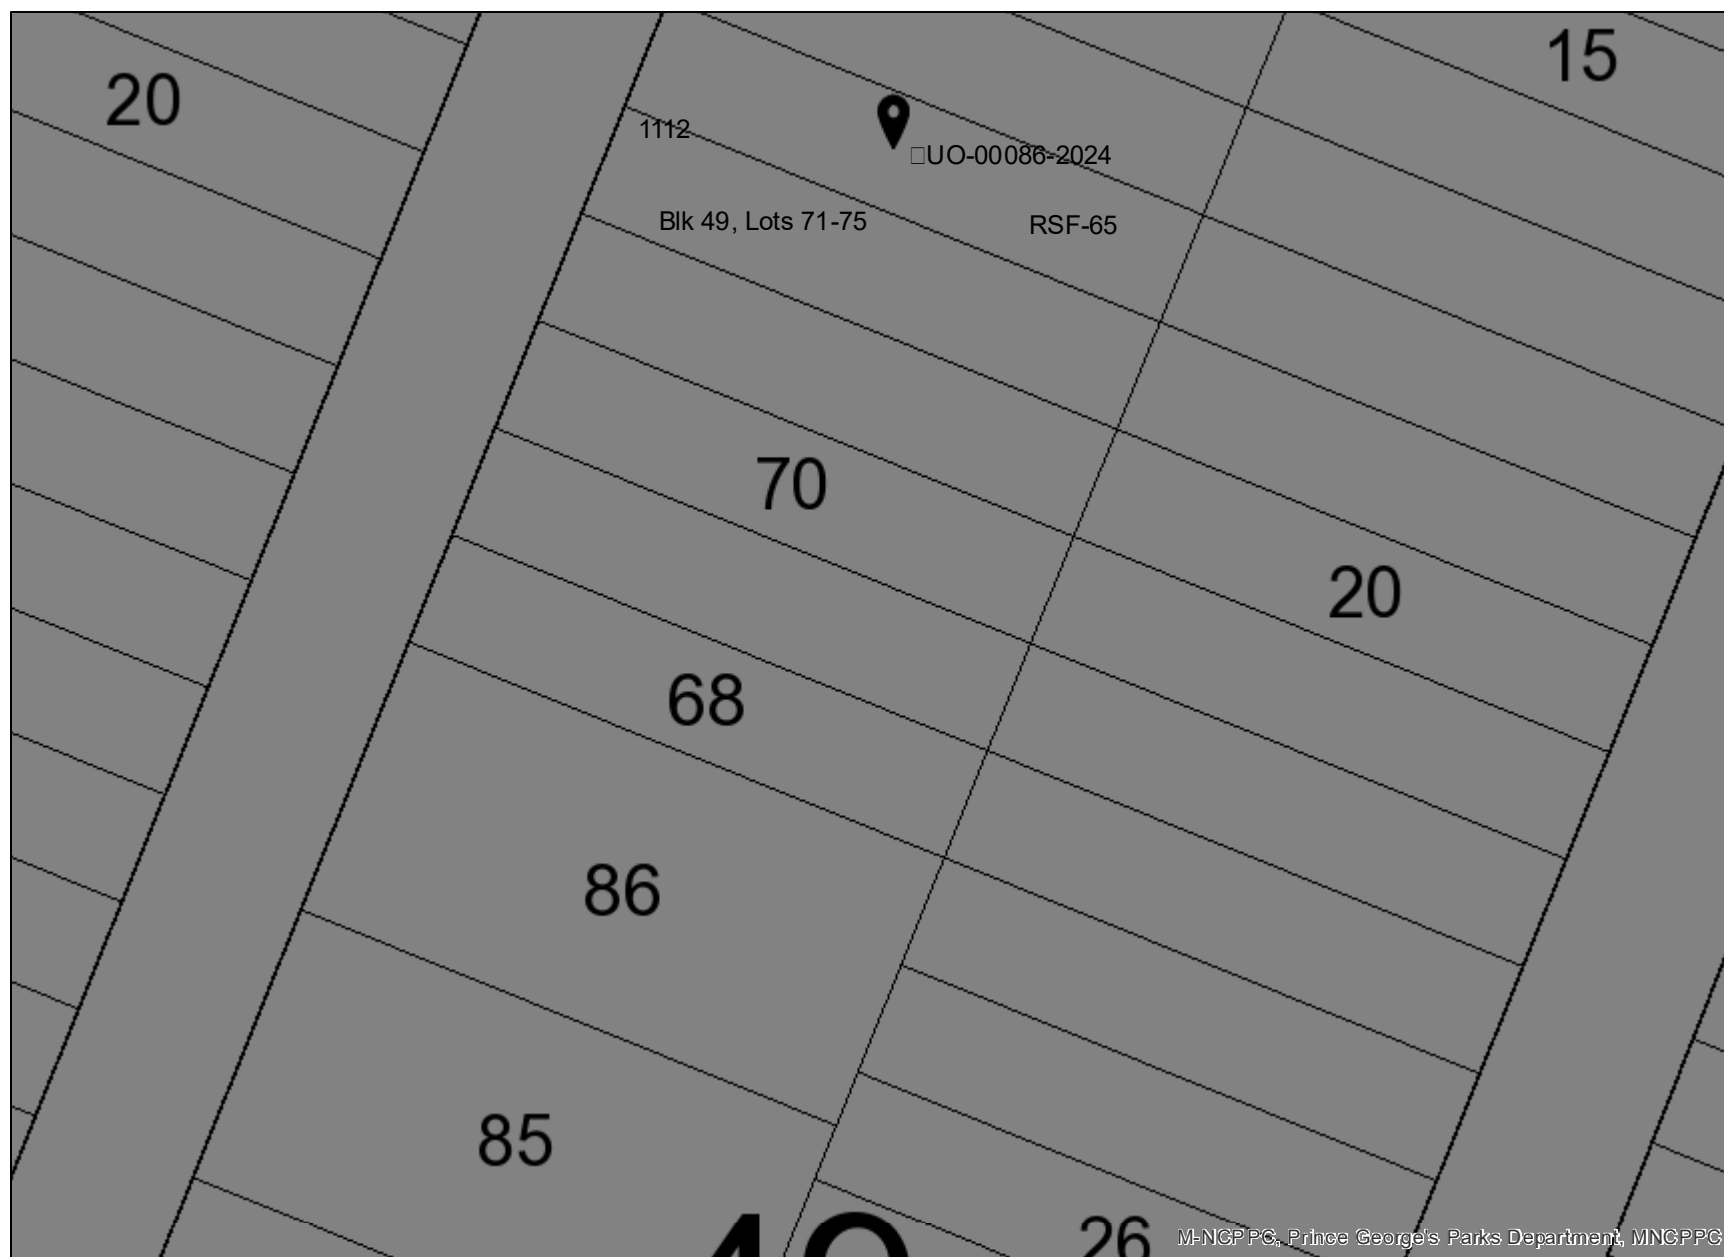 15
20
1112
▯UO-00086-2024
Blk 49, Lots 71-75
RSF-65
70
20
68
86
85
26
M-NCPPC, Prince George's Parks Department, MNCPPC